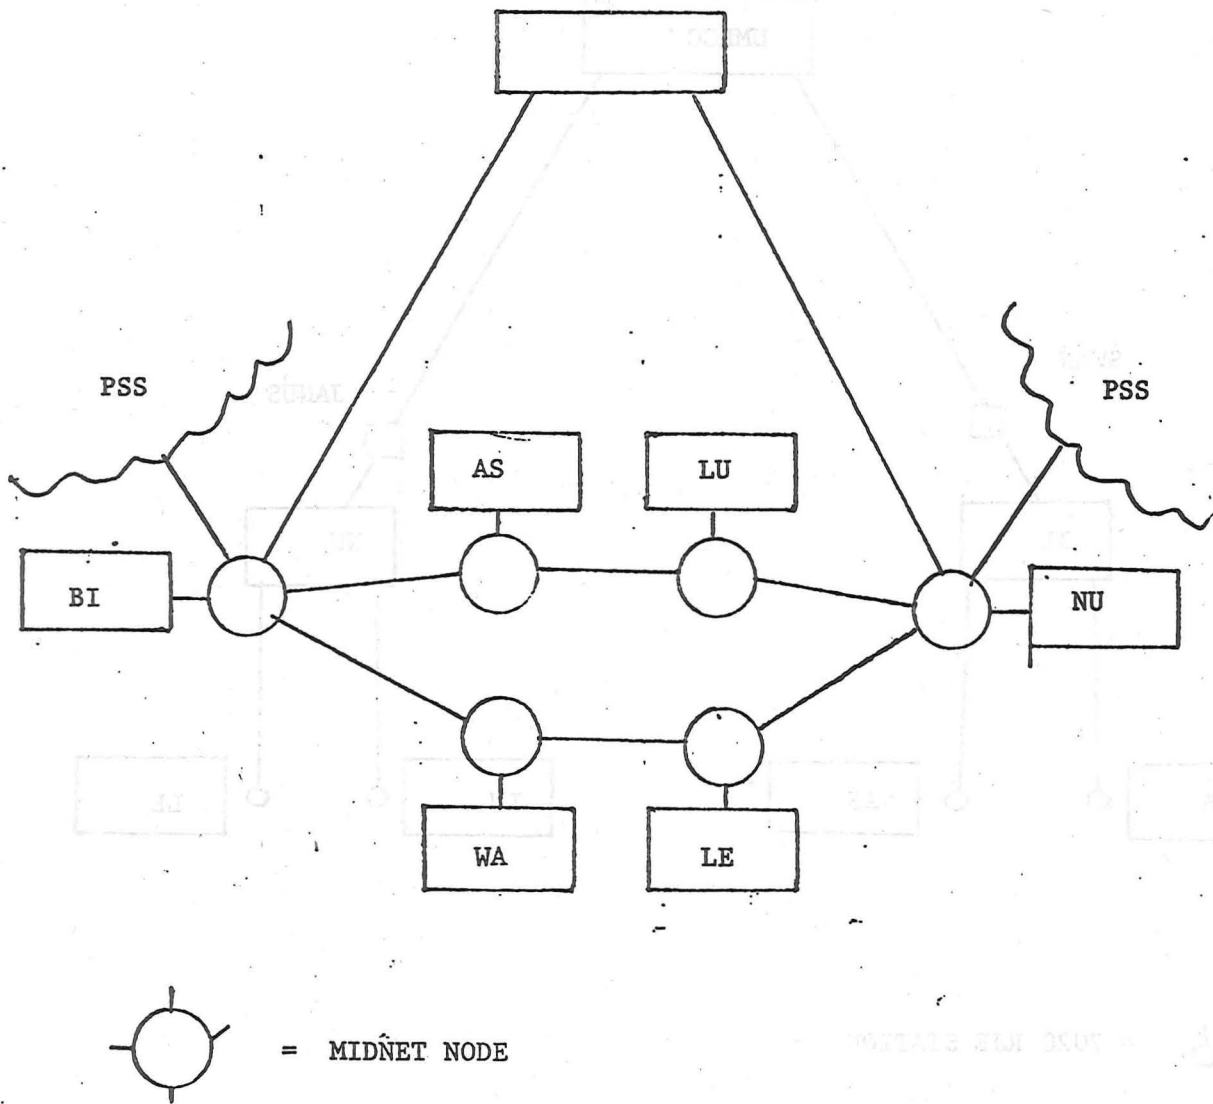 PSS
PSS
AS
LU
BI
NU
WA
LE
= MIDNET NODE